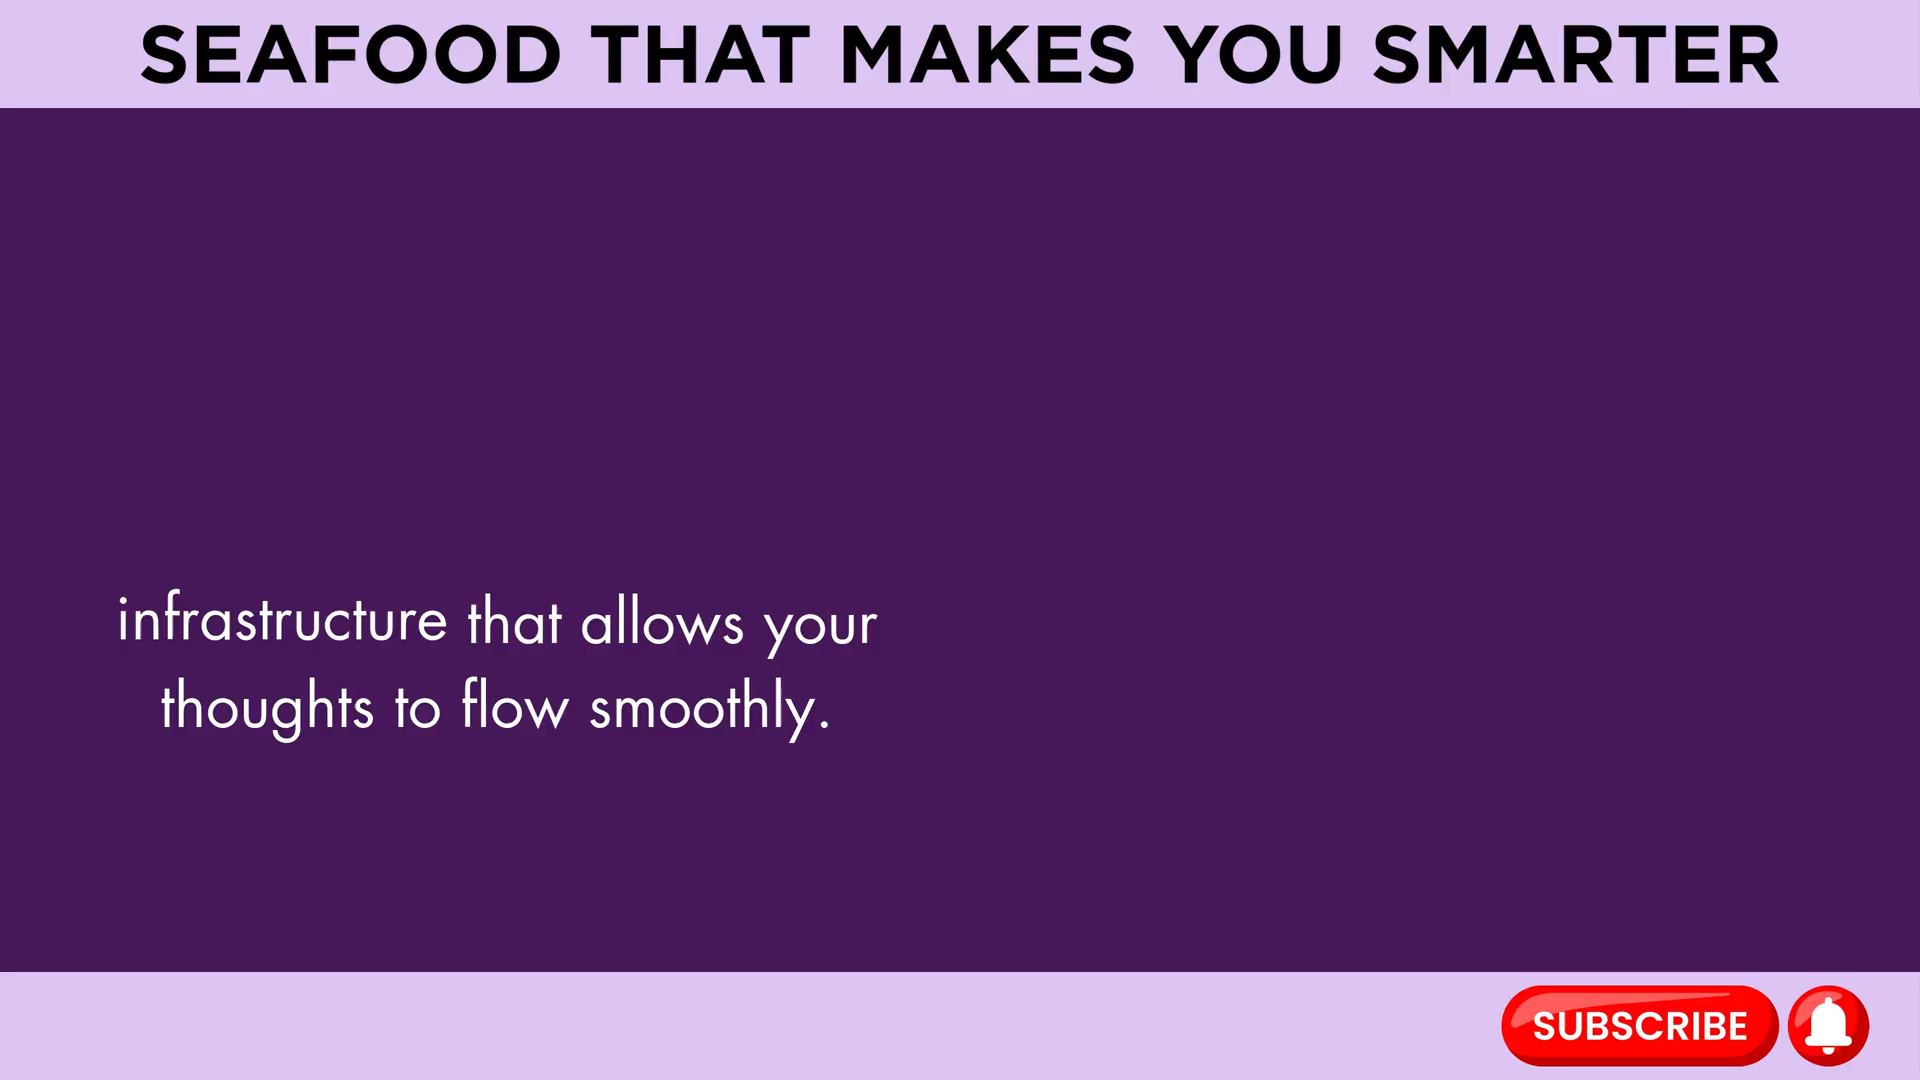 SEAFOOD THAT MAKES YOU SMARTER
infrastructure that allows your
thoughts to flow smoothly.
SUBSCRIBE